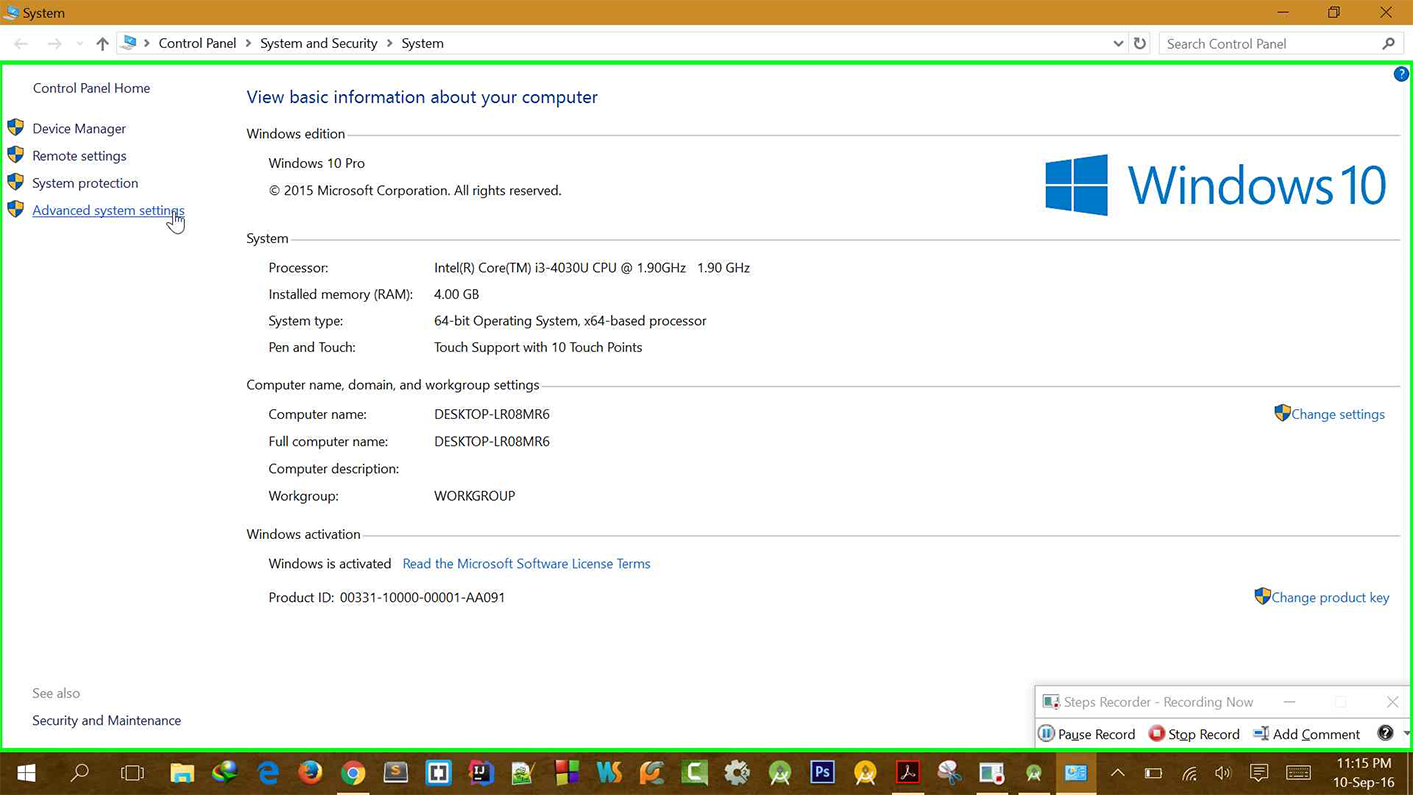 System
Control Panel > System and Security > System
Search Control Panel
Control Panel Home
Device Manager
Remote settings
System protection
Advanced system settings
View basic information about your computer
Windows edition
Windows 10 Pro
© 2015 Microsoft Corporation. All rights reserved.
Windows 10
System
Processor: Intel(R) Core(TM) i3-4030U CPU @ 1.90GHz 1.90 GHz
Installed memory (RAM): 4.00 GB
System type: 64-bit Operating System, x64-based processor
Pen and Touch: Touch Support with 10 Touch Points
Computer name, domain, and workgroup settings
Computer name: DESKTOP-LR08MR6
Change settings
Full computer name: DESKTOP-LR08MR6
Computer description:
Workgroup: WORKGROUP
Windows activation
Windows is activated Read the Microsoft Software License Terms
Product ID: 00331-10000-00001-AA091
Change product key
See also
Security and Maintenance
Steps Recorder - Recording Now
Pause Record Stop Record Add Comment
Ps
11:15 PM
10-Sep-16